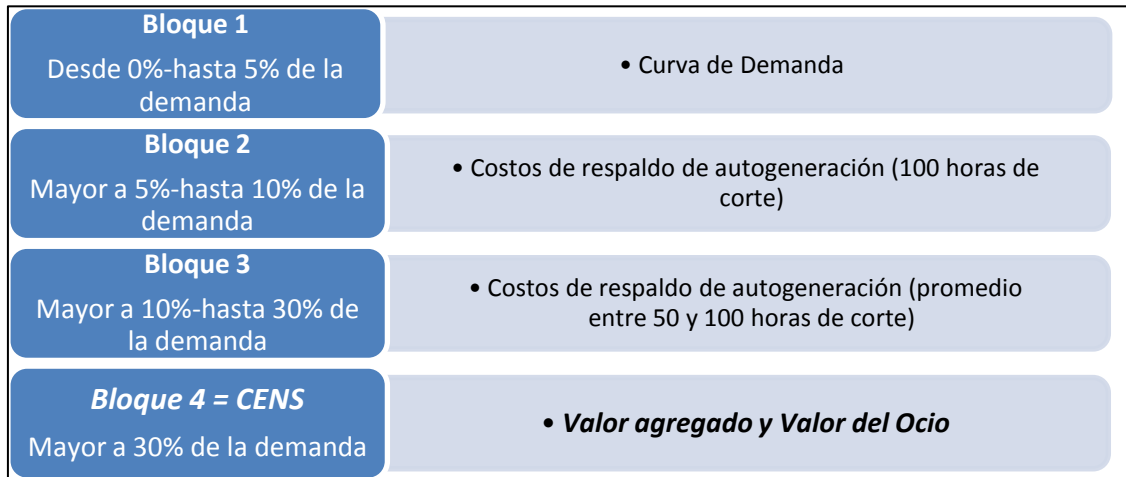 Bloque 1
Desde 0%-hasta 5% de la
demanda
• Curva de Demanda
Bloque 2
Mayor a 5%-hasta 10% de la
demanda
• Costos de respaldo de autogeneración (100 horas de
corte)
Bloque 3
Mayor a 10%-hasta 30% de
la demanda
• Costos de respaldo de autogeneración (promedio
entre 50 y 100 horas de corte)
Bloque 4 = CENS
Mayor a 30% de la demanda
• Valor agregado y Valor del Ocio